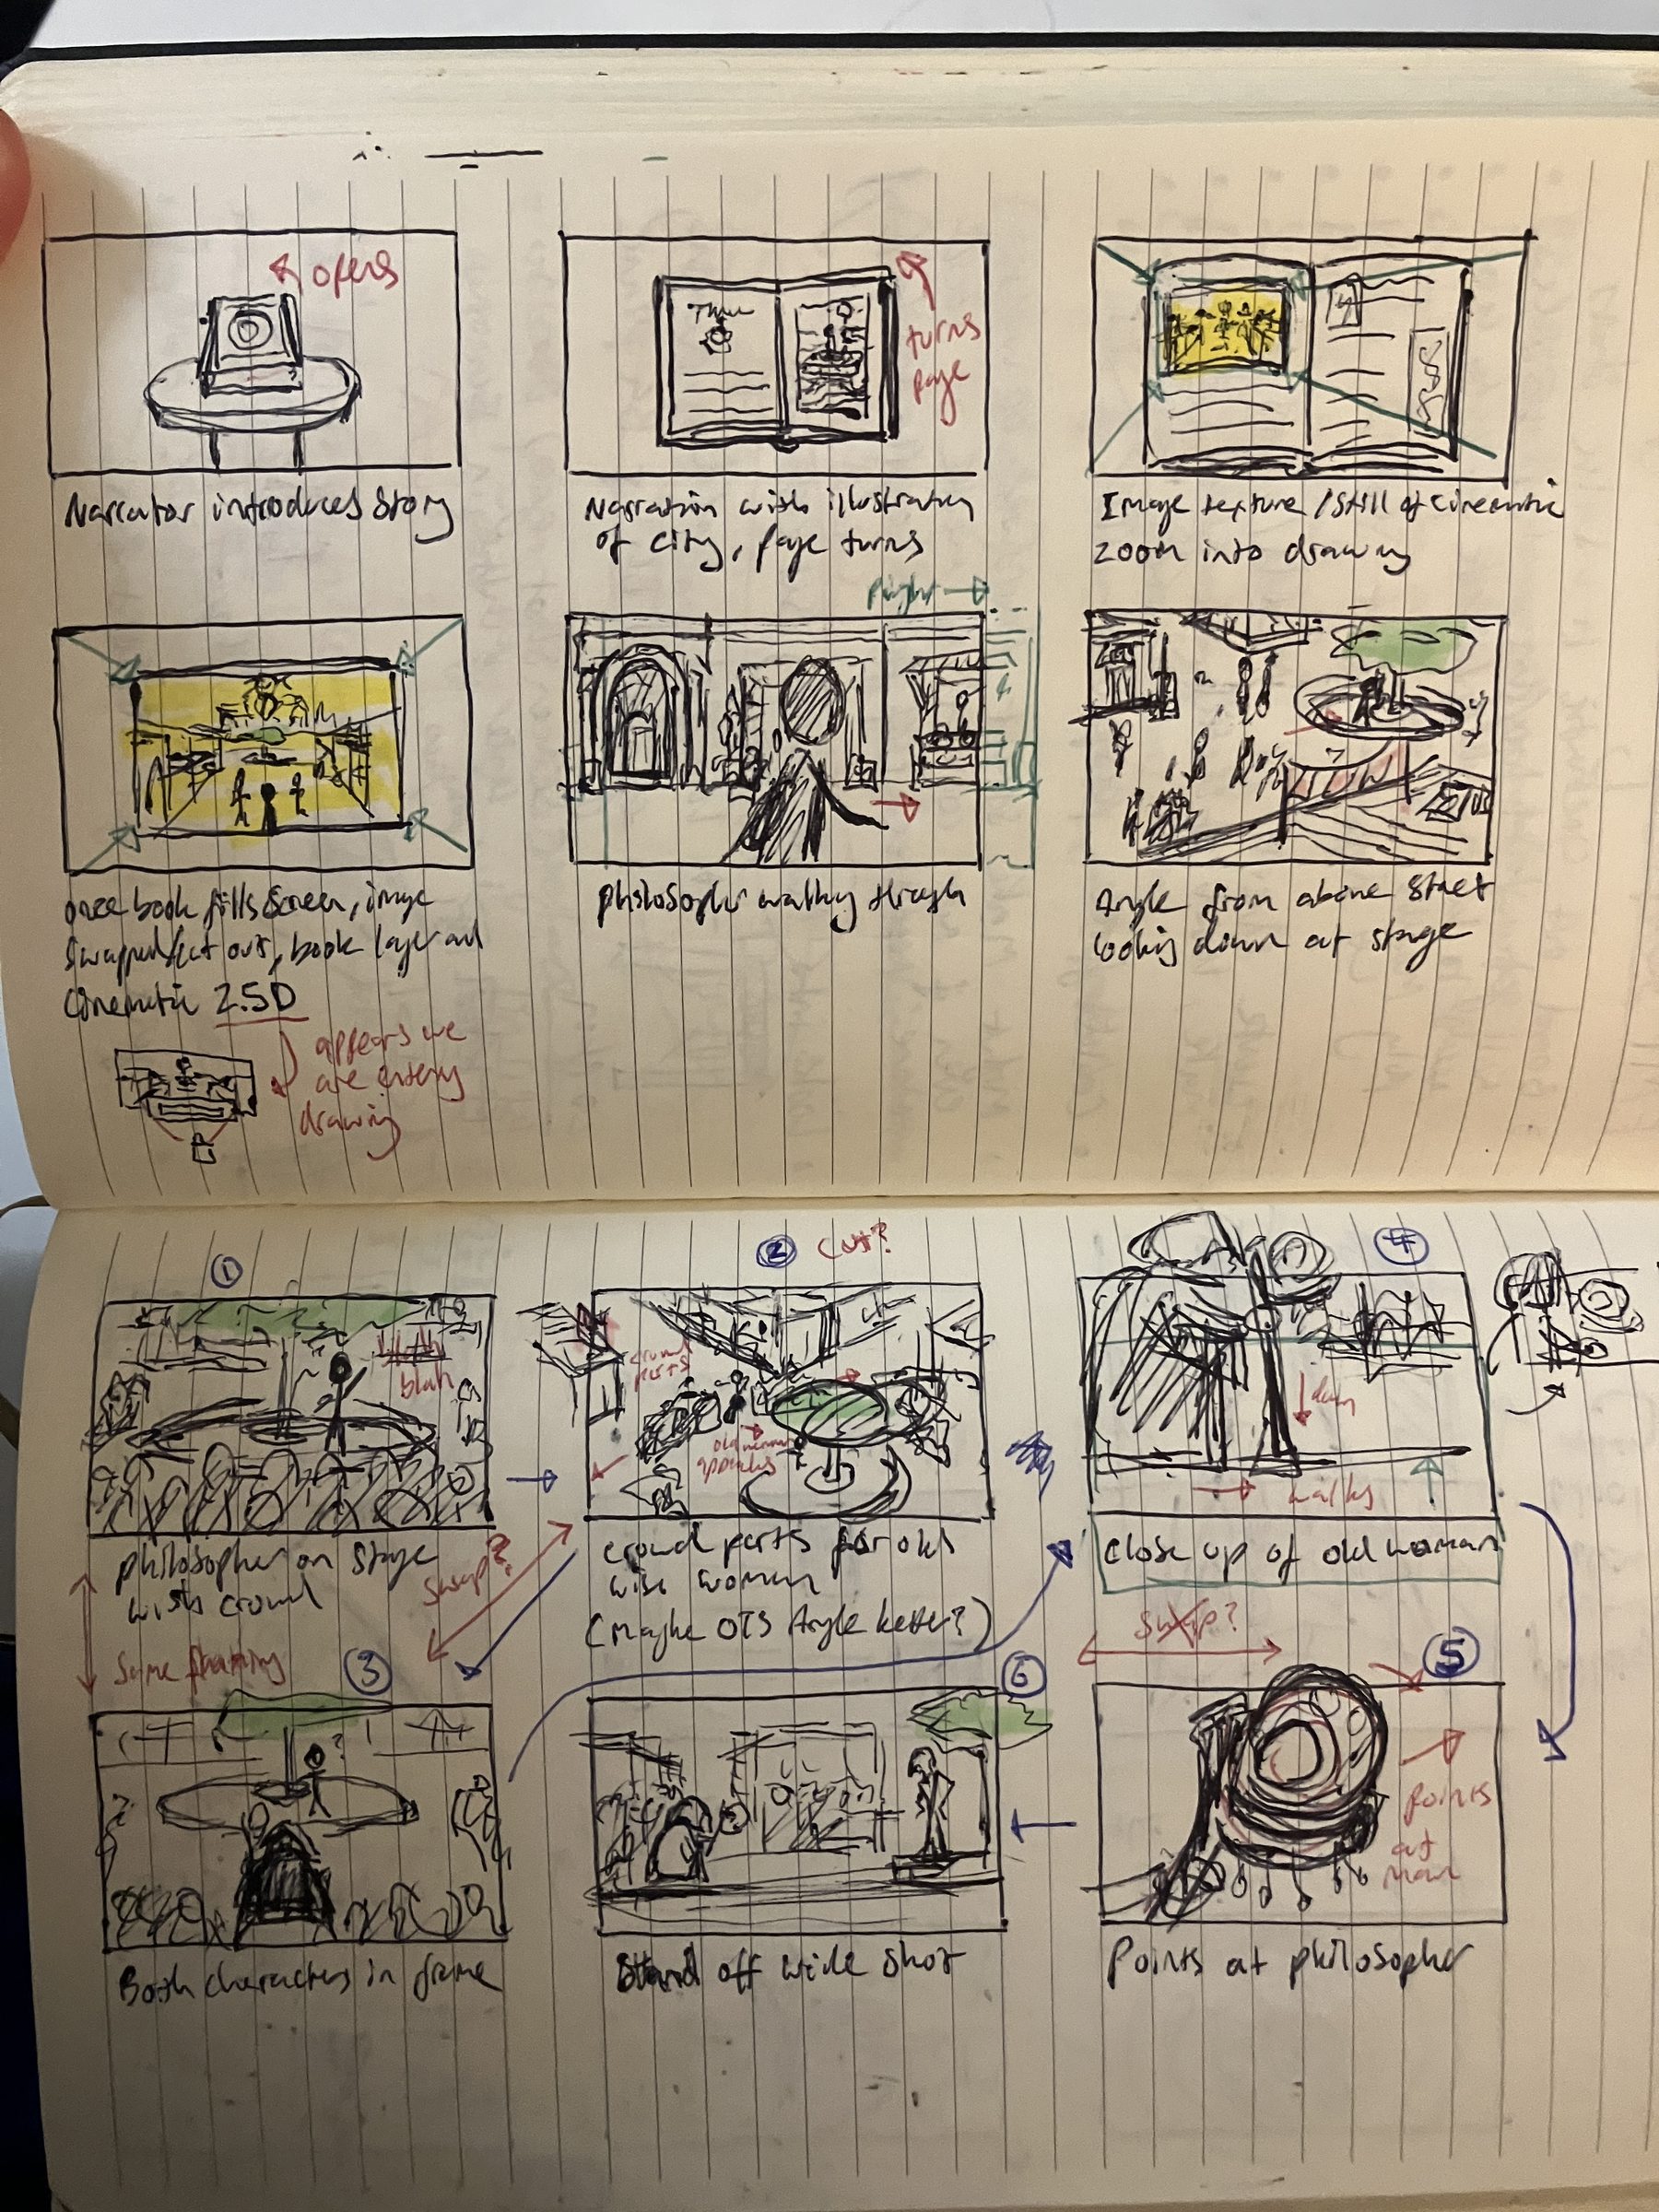 opens
Narrator introduces story
turns
page
Narration with illustration
of city, page turns
Image texture / still of cinematic
zoom into drawing
once book fills screen, image
swapped/cut out, book layer and
cinematic 2.5D
appears we
are entering
drawing
philosopher walking through
Angle from above street
looking down at stage
①
blah
philosopher on stage
with crowd
② Cut?
crowd
parts
old woman
approaches
crowd parts for old
wise woman
(maybe OTS Angle better?)
④
down
walks
close up of old woman
swap?
same framing
③
?
Both characters in frame
⑥
Stand off wide shot
swap?
⑤
points
at
man
Points at philosopher